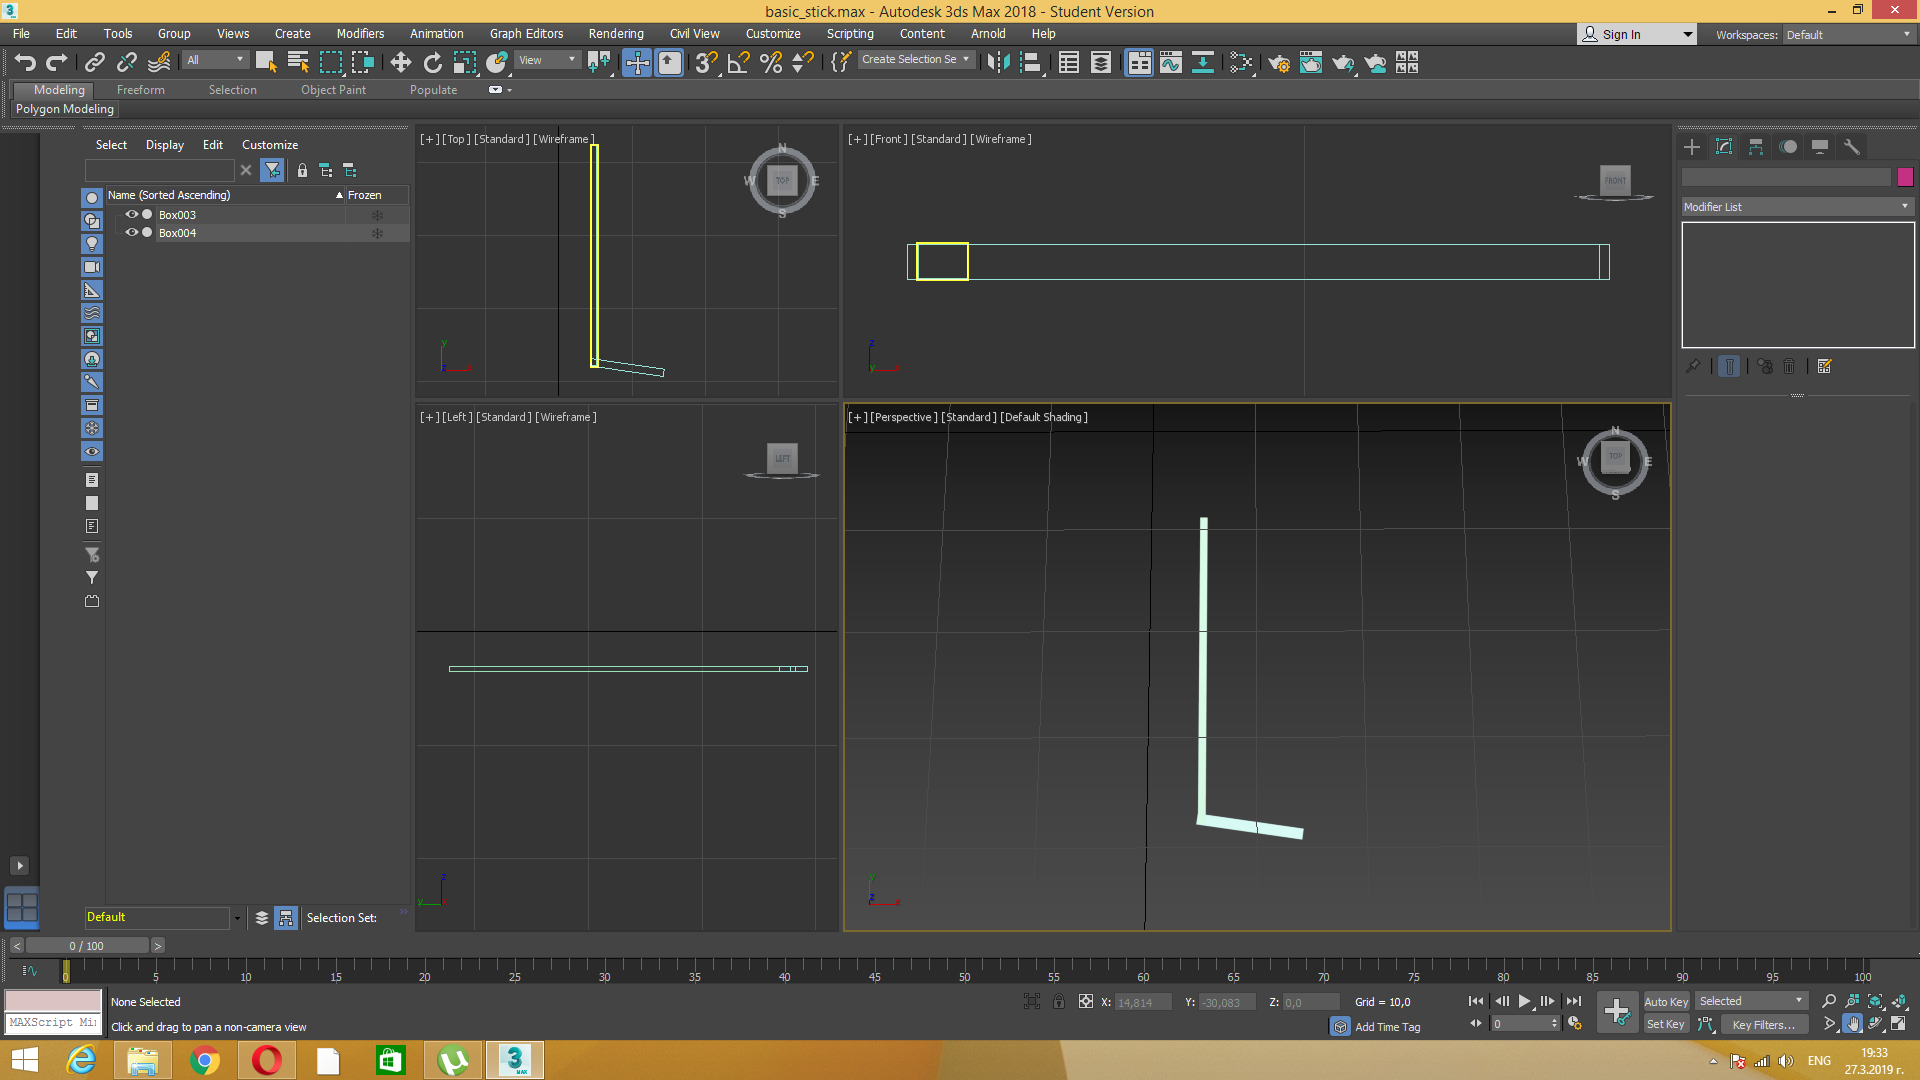 basic_stick.max - Autodesk 3ds Max 2018 - Student Version
File Edit Tools Group Views Create Modifiers Animation Graph Editors Rendering Civil View Customize Scripting Content Arnold Help
Sign In Workspaces: Default
All View Create Selection Se
Modeling Freeform Selection Object Paint Populate
Polygon Modeling
Select Display Edit Customize
Name (Sorted Ascending) Frozen
Box003
Box004
[+] [Top] [Standard] [Wireframe]
N W TOP E S
[+] [Front] [Standard] [Wireframe]
FRONT
Modifier List
y z x
z y x
[+] [Left] [Standard] [Wireframe]
LEFT
[+] [Perspective] [Standard] [Default Shading]
N W TOP E S
z y x
y z x
Default Selection Set:
< 0 / 100 >
0 5 10 15 20 25 30 35 40 45 50 55 60 65 70 75 80 85 90 95 100
None Selected X: 14,814 Y: -30,083 Z: 0,0 Grid = 10,0 Auto Key Selected
MAXScript Mi Click and drag to pan a non-camera view Add Time Tag 0 Set Key Key Filters...
3 MAX ENG 19:33
27.3.2019 г.